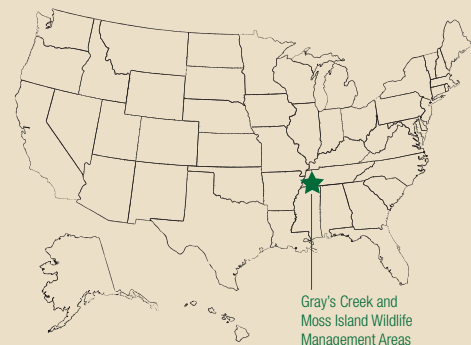 Gray's Creek and
Moss Island Wildlife
Management Areas